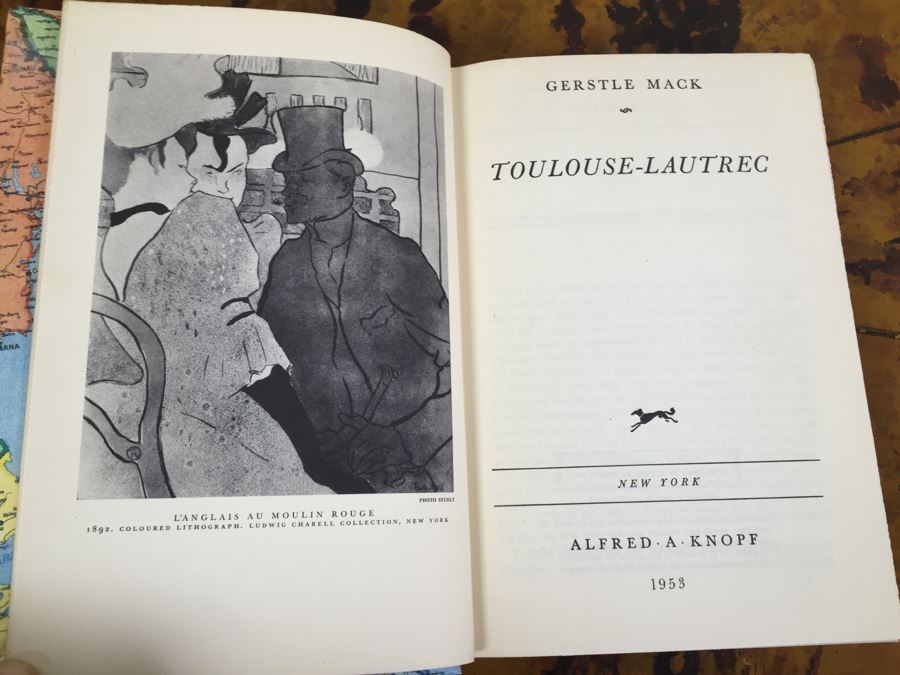 PHOTO STUDLY
L'ANGLAIS AU MOULIN ROUGE
1892. COLOURED LITHOGRAPH. LUDWIG CHARELL COLLECTION, NEW YORK
GERSTLE MACK
TOULOUSE-LAUTREC
NEW YORK
ALFRED · A · KNOPF
1953